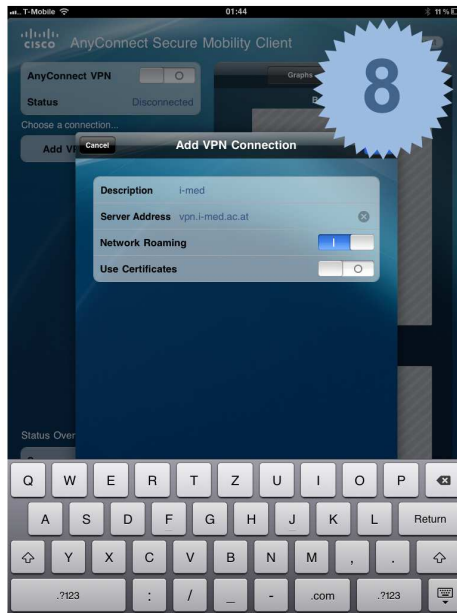 T-Mobile 01:44 11 %
CISCO AnyConnect Secure Mobility Client
8
AnyConnect VPN
Graphs
Status Disconnected
Choose a connection...
Add VP
Cancel Add VPN Connection
Description i-med
Server Address vpn.i-med.ac.at
Network Roaming
Use Certificates
Status Over
Q W E R T Z U I O P
A S D F G H J K L Return
Y X C V B N M , .
.?123 : / _ - .com .?123